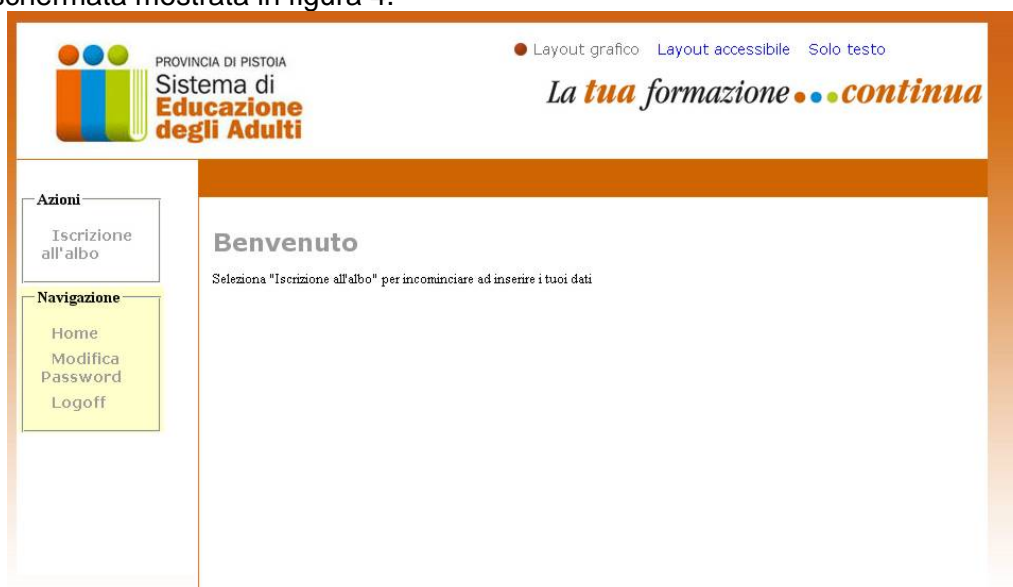 schermata mostrata in figura 4.
PROVINCIA DI PISTOIA
Sistema di
Educazione
degli Adulti
Layout grafico Layout accessibile Solo testo
La tua formazione continua
Azioni
Iscrizione
all'albo
Navigazione
Home
Modifica
Password
Logoff
Benvenuto
Seleziona "Iscrizione all'albo" per incominciare ad inserire i tuoi dati